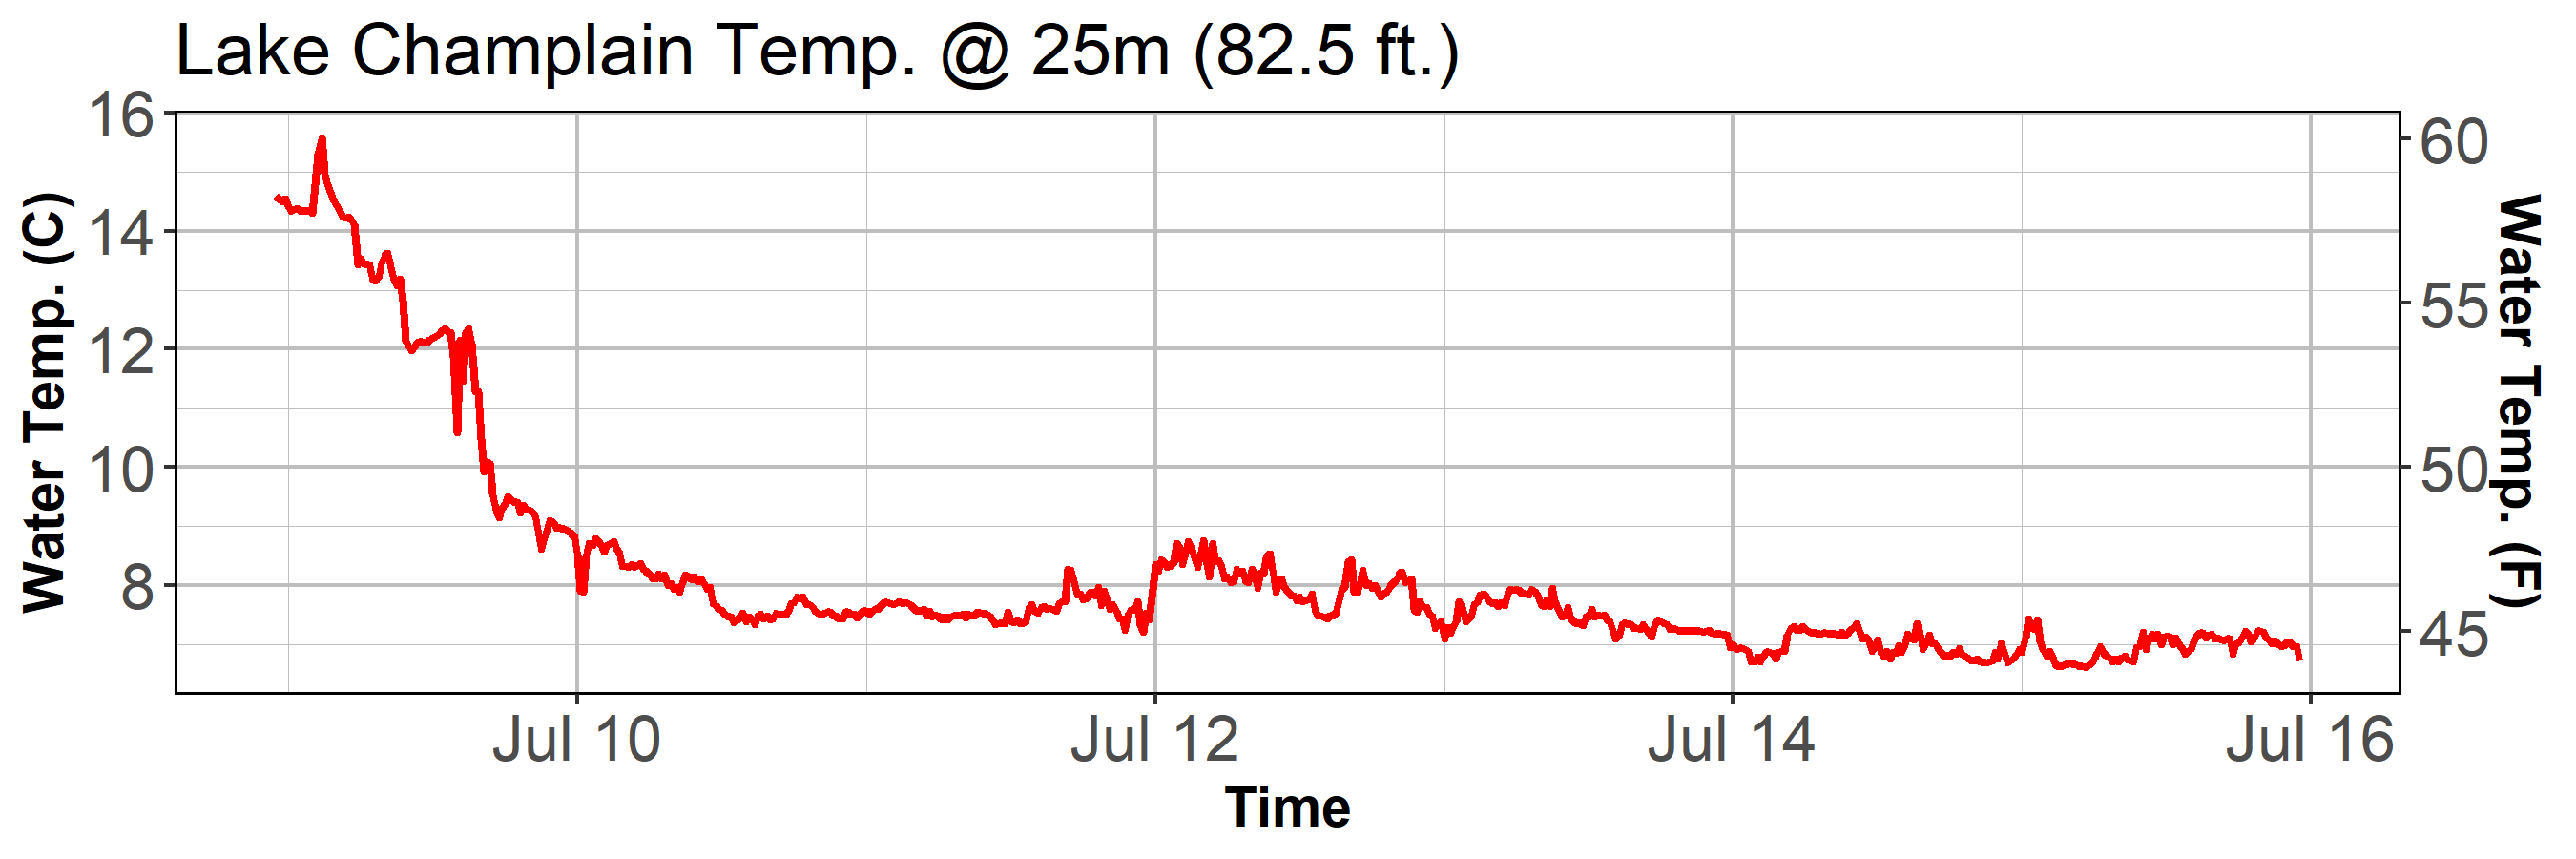 Lake Champlain Temp. @ 25m (82.5 ft.)
Water Temp. (C)
16
14
12
10
8
60
55
50
45
Water Temp. (F)
Jul 10 Jul 12 Jul 14 Jul 16
Time